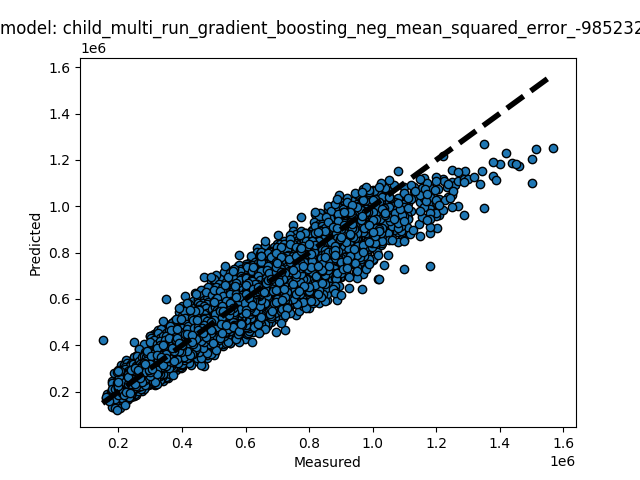 model: child_multi_run_gradient_boosting_neg_mean_squared_error_-985232
1e6
1.6
1.4
1.2
1.0
0.8
0.6
0.4
0.2
Predicted
0.2 0.4 0.6 0.8 1.0 1.2 1.4 1.6
Measured
1e6